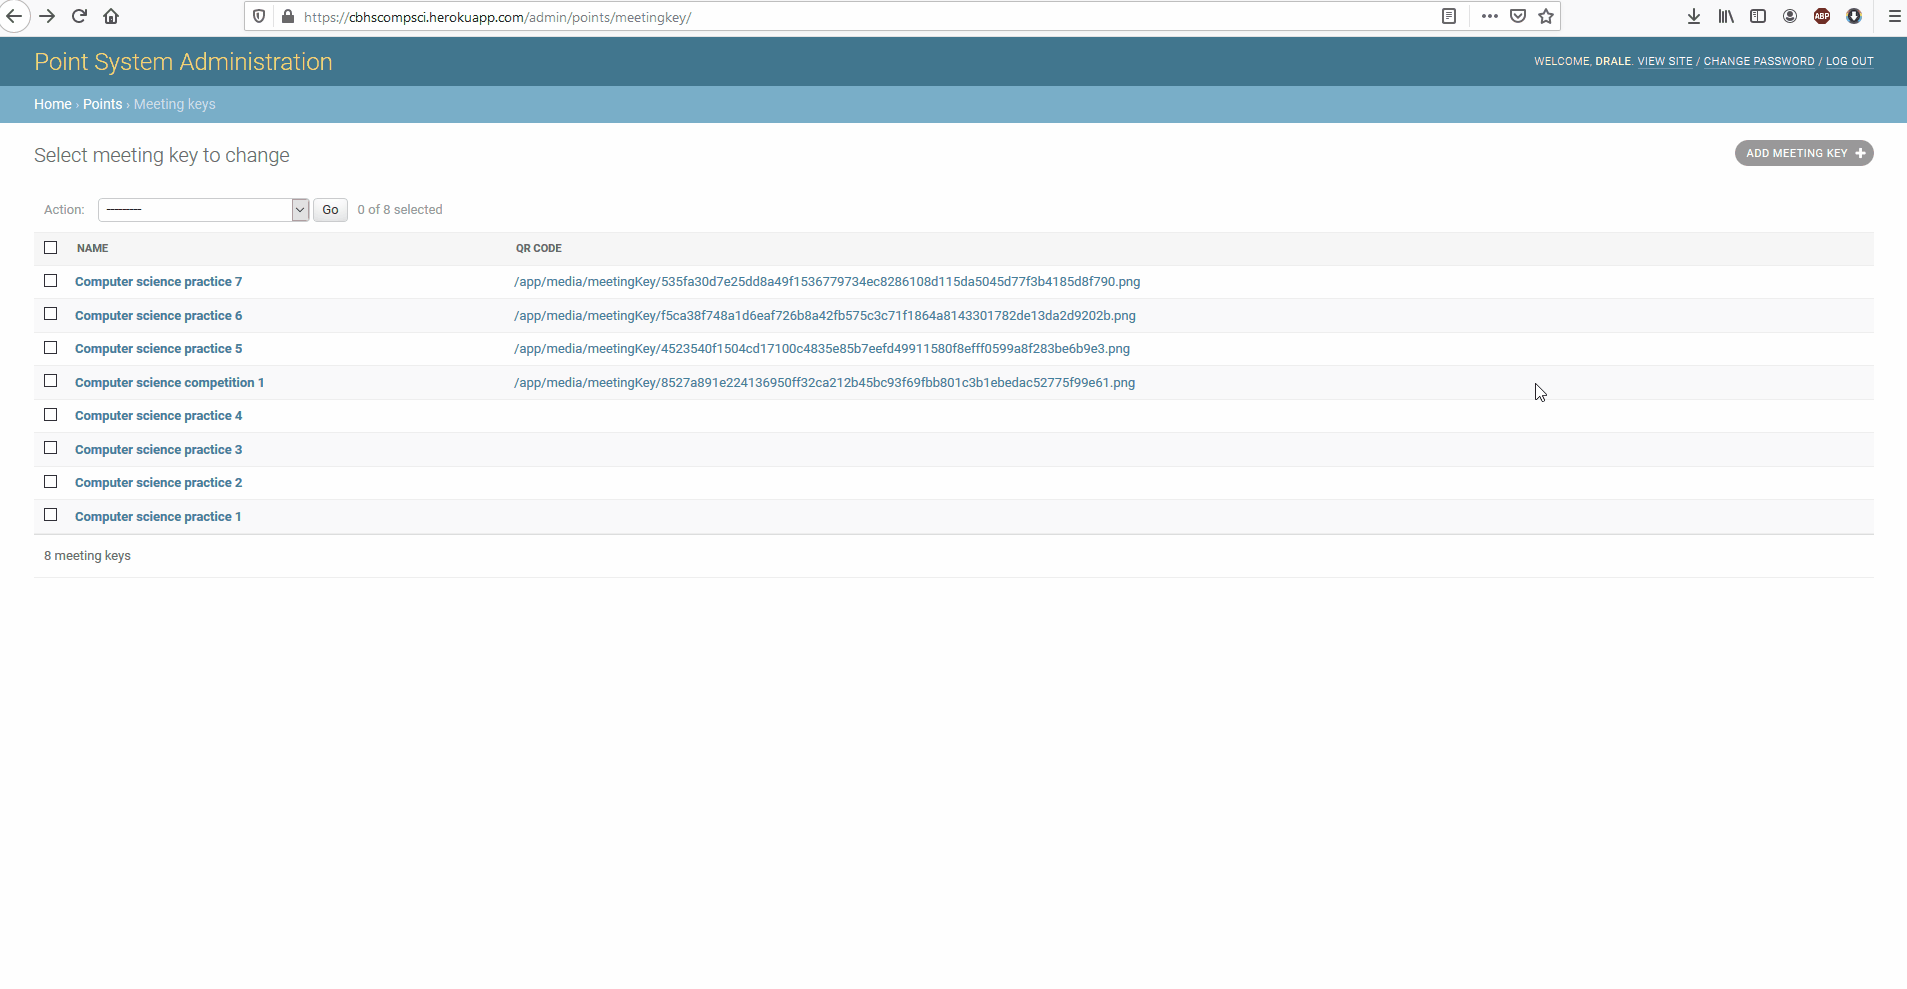 https://cbhscompsci.herokuapp.com/admin/points/meetingkey/
ABP
Point System Administration
WELCOME, DRALE. VIEW SITE / CHANGE PASSWORD / LOG OUT
Home › Points › Meeting keys
Select meeting key to change
ADD MEETING KEY +
Action: --------- Go 0 of 8 selected
NAME QR CODE
Computer science practice 7 /app/media/meetingKey/535fa30d7e25dd8a49f1536779734ec8286108d115da5045d77f3b4185d8f790.png
Computer science practice 6 /app/media/meetingKey/f5ca38f748a1d6eaf726b8a42fb575c3c71f1864a8143301782de13da2d9202b.png
Computer science practice 5 /app/media/meetingKey/4523540f1504cd17100c4835e85b7eefd49911580f8efff0599a8f283be6b9e3.png
Computer science competition 1 /app/media/meetingKey/8527a891e224136950ff32ca212b45bc93f69fbb801c3b1ebedac52775f99e61.png
Computer science practice 4
Computer science practice 3
Computer science practice 2
Computer science practice 1
8 meeting keys